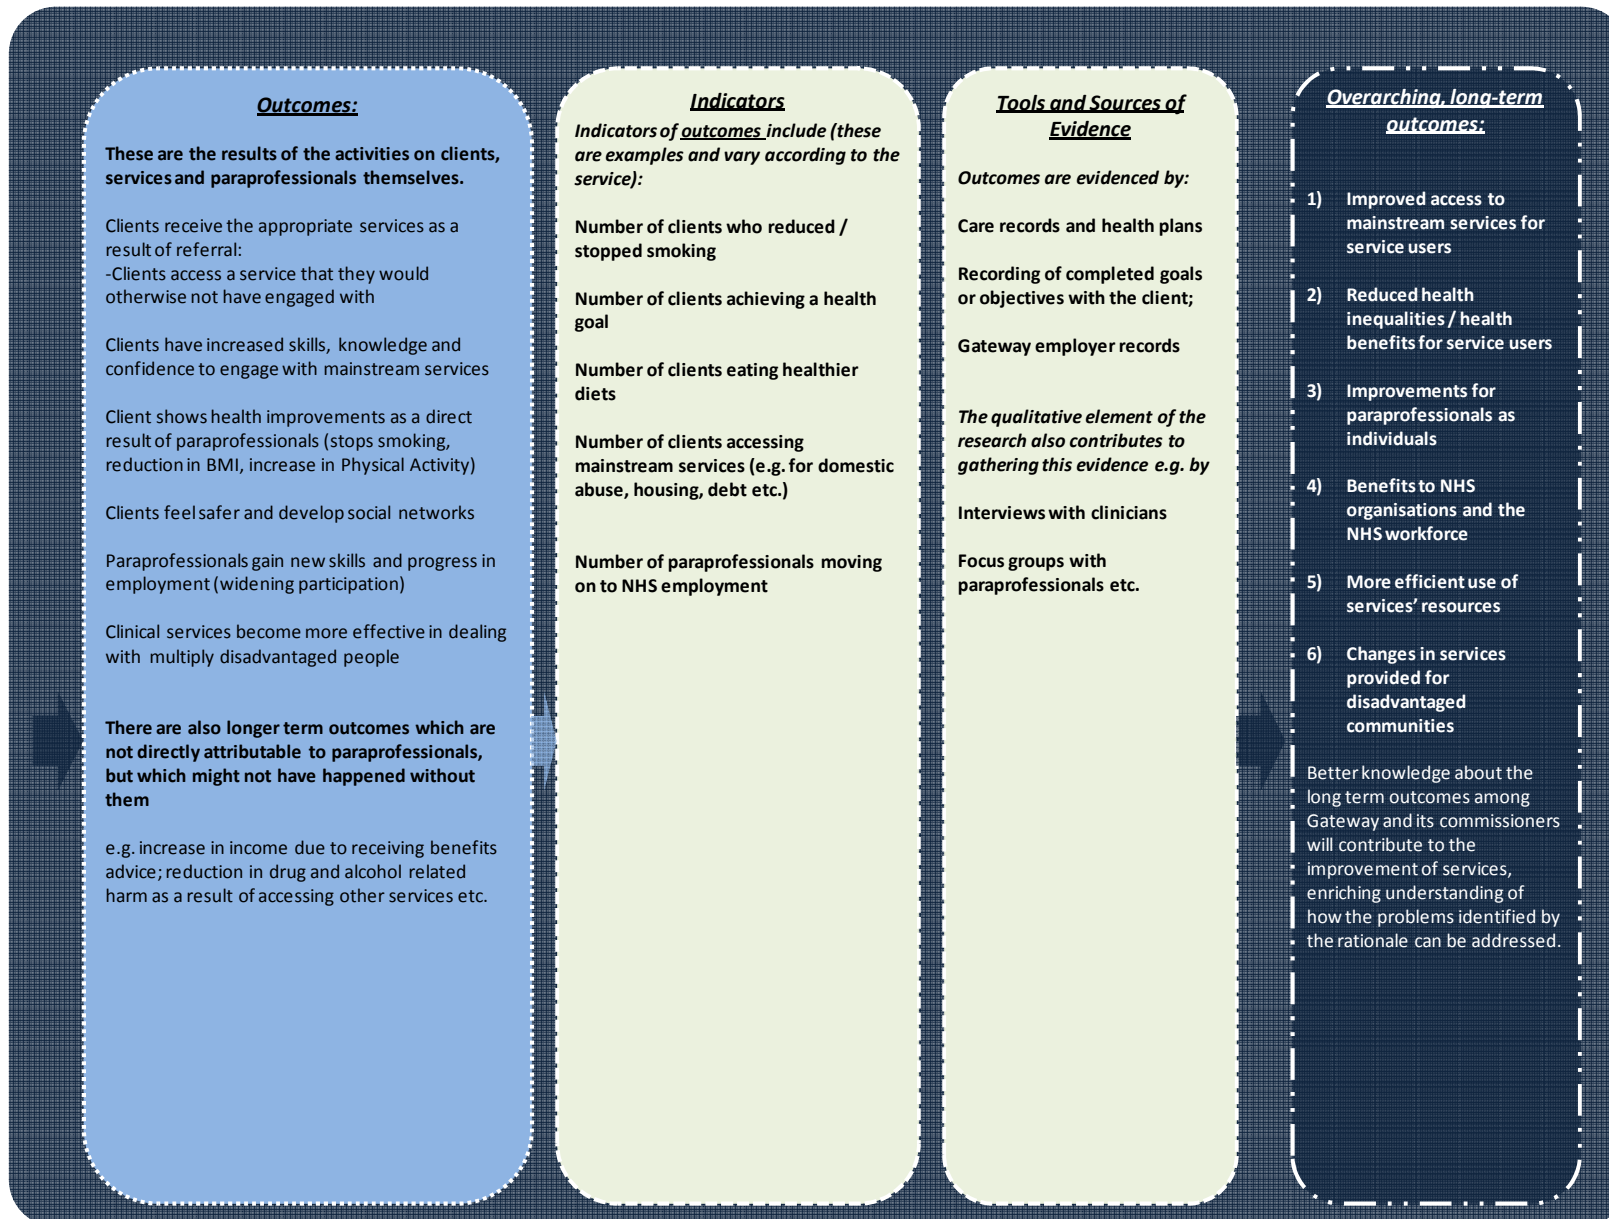 Outcomes:
These are the results of the activities on clients,
services and paraprofessionals themselves.
Clients receive the appropriate services as a
result of referral:
-Clients access a service that they would
otherwise not have engaged with
Clients have increased skills, knowledge and
confidence to engage with mainstream services
Client shows health improvements as a direct
result of paraprofessionals (stops smoking,
reduction in BMI, increase in Physical Activity)
Clients feel safer and develop social networks
Paraprofessionals gain new skills and progress in
employment (widening participation)
Clinical services become more effective in dealing
with multiply disadvantaged people
There are also longer term outcomes which are
not directly attributable to paraprofessionals,
but which might not have happened without
them
e.g. increase in income due to receiving benefits
advice; reduction in drug and alcohol related
harm as a result of accessing other services etc.
Indicators
Indicators of outcomes include (these
are examples and vary according to the
service):
Number of clients who reduced /
stopped smoking
Number of clients achieving a health
goal
Number of clients eating healthier
diets
Number of clients accessing
mainstream services (e.g. for domestic
abuse, housing, debt etc.)
Number of paraprofessionals moving
on to NHS employment
Tools and Sources of
Evidence
Outcomes are evidenced by:
Care records and health plans
Recording of completed goals
or objectives with the client;
Gateway employer records
The qualitative element of the
research also contributes to
gathering this evidence e.g. by
Interviews with clinicians
Focus groups with
paraprofessionals etc.
Overarching, long-term
outcomes:
1) Improved access to
mainstream services for
service users
2) Reduced health
inequalities / health
benefits for service users
3) Improvements for
paraprofessionals as
individuals
4) Benefits to NHS
organisations and the
NHS workforce
5) More efficient use of
services' resources
6) Changes in services
provided for
disadvantaged
communities
Better knowledge about the
long term outcomes among
Gateway and its commissioners
will contribute to the
improvement of services,
enriching understanding of
how the problems identified by
the rationale can be addressed.